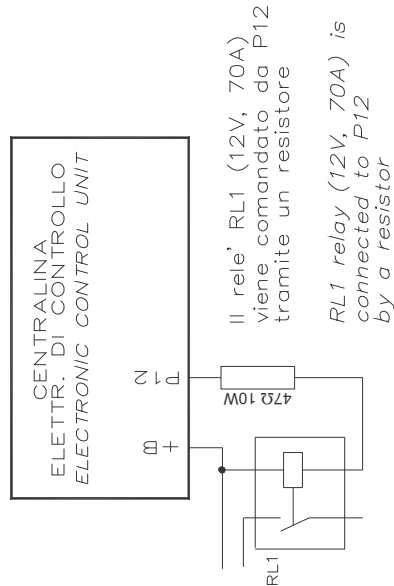 CENTRALINA
ELETTR. DI CONTROLLO
ELECTRONIC CONTROL UNIT
+ B
P12
47Ω 10W
RL1
Il rele' RL1 (12V, 70A)
viene comandato da P12
tramite un resistore
RL1 relay (12V, 70A) is
connected to P12
by a resistor